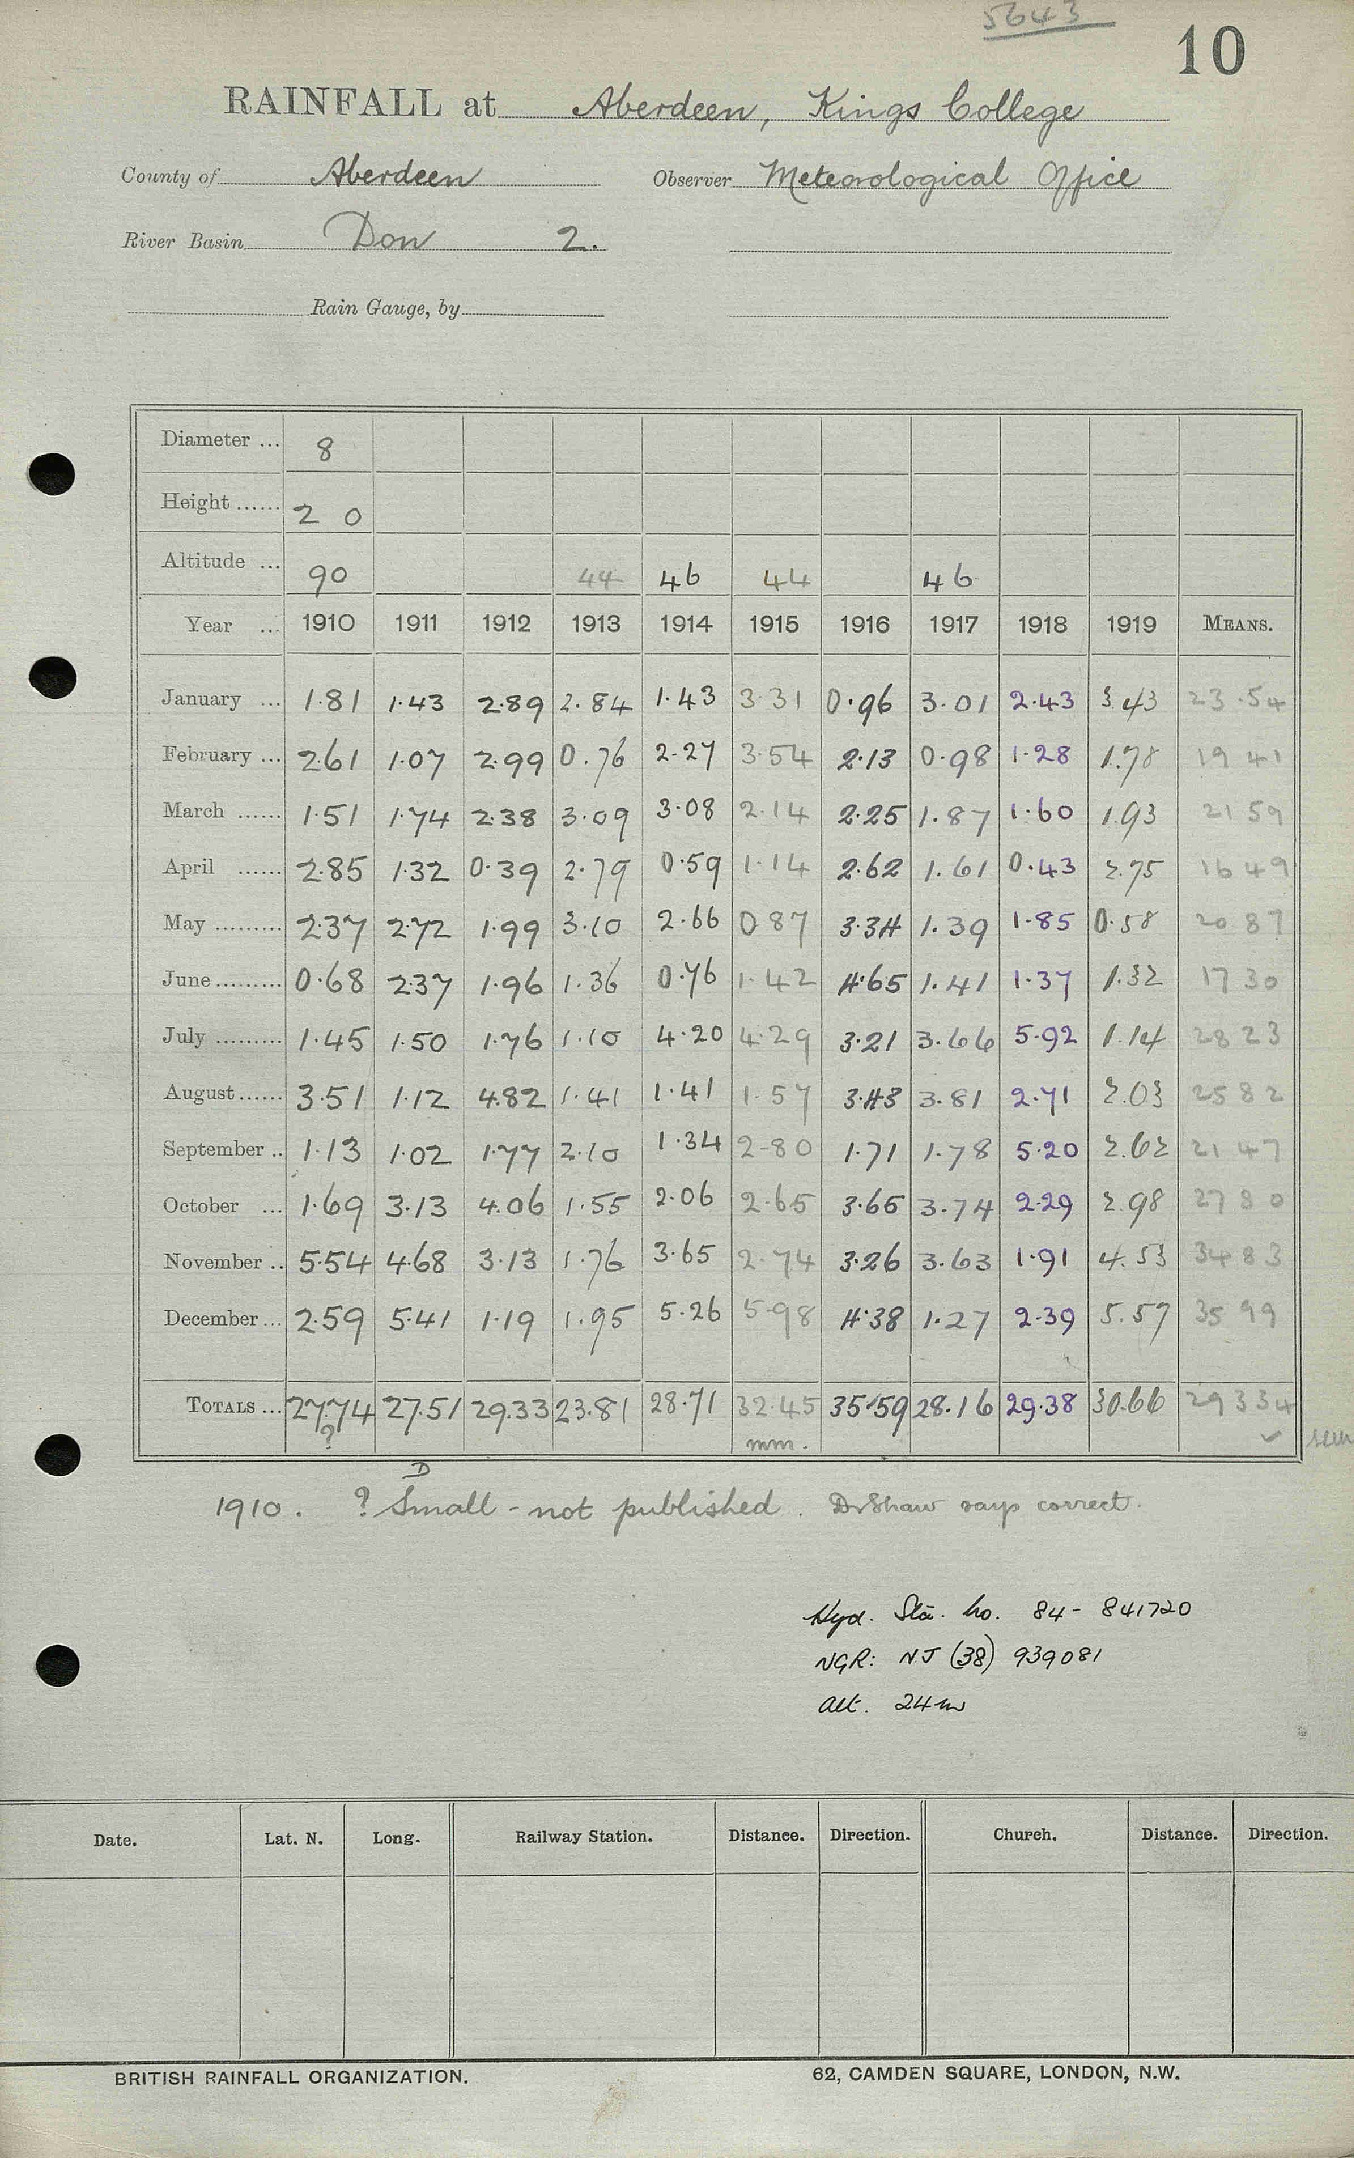 5643
10
RAINFALL at Aberdeen, Kings College
County of Aberdeen Observer Meteorological Office
River Basin Don 2.
Rain Gauge, by
Diameter ... 8
Height ...... 2 0
Altitude ... 90 44 46 44 46
Year ... 1910 1911 1912 1913 1914 1915 1916 1917 1918 1919 MEANS.
January ... 1.81 1.43 2.89 2.84 1.43 3.31 0.96 3.01 2.43 3.43 23.54
February ... 2.61 1.07 2.99 0.76 2.27 3.54 2.13 0.98 1.28 1.78 19 41
March ...... 1.51 1.74 2.38 3.09 3.08 2.14 2.25 1.87 1.60 1.93 21 59
April ...... 2.85 1.32 0.39 2.79 0.59 1.14 2.62 1.61 0.43 2.75 16 49
May ......... 2.37 2.72 1.99 3.10 2.66 0 87 3.34 1.39 1.85 0.58 20 87
June ......... 0.68 2.37 1.96 1.36 0.76 1.42 4.65 1.41 1.37 1.32 17 30
July ......... 1.45 1.50 1.76 1.10 4.20 4.29 3.21 3.66 5.92 1.14 28 23
August ...... 3.51 1.12 4.82 1.41 1.41 1.57 3.43 3.81 2.71 2.03 25 82
September .. 1.13 1.02 1.77 2.10 1.34 2.80 1.71 1.78 5.20 2.62 21 47
October ... 1.69 3.13 4.06 1.55 2.06 2.65 3.65 3.74 2.29 2.98 27 80
November .. 5.54 4.68 3.13 1.76 3.65 2.74 3.26 3.63 1.91 4.53 34 83
December ... 2.59 5.41 1.19 1.95 5.26 5.98 4.38 1.27 2.39 5.57 35 99
TOTALS ... 27.74 27.51 29.33 23.81 28.71 32.45 35.59 28.16 29.38 30.66 29 3 34
? mm. ✓ sum
D
1910. ? Small - not published. Dr Shaw says correct.
Hyd. Sta. No. 84- 841720
NGR: NJ (38) 939081
Alt. 24m
Date. Lat. N. Long. Railway Station. Distance. Direction. Church. Distance. Direction.
BRITISH RAINFALL ORGANIZATION. 62, CAMDEN SQUARE, LONDON, N.W.